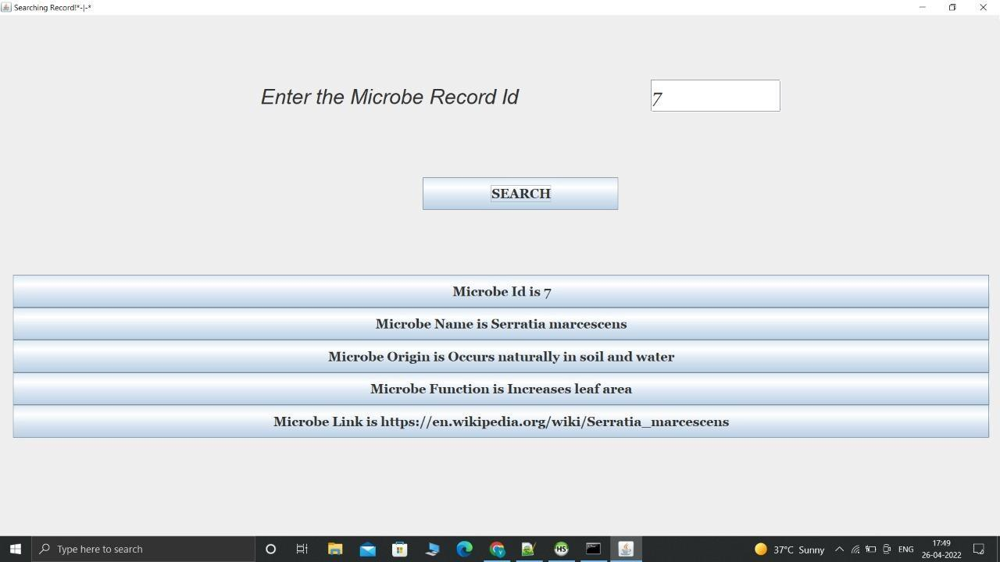 Searching Record!*-|-*
Enter the Microbe Record Id
7
SEARCH
Microbe Id is 7
Microbe Name is Serratia marcescens
Microbe Origin is Occurs naturally in soil and water
Microbe Function is Increases leaf area
Microbe Link is https://en.wikipedia.org/wiki/Serratia_marcescens
Type here to search
HS
37°C Sunny
ENG
17:49
26-04-2022